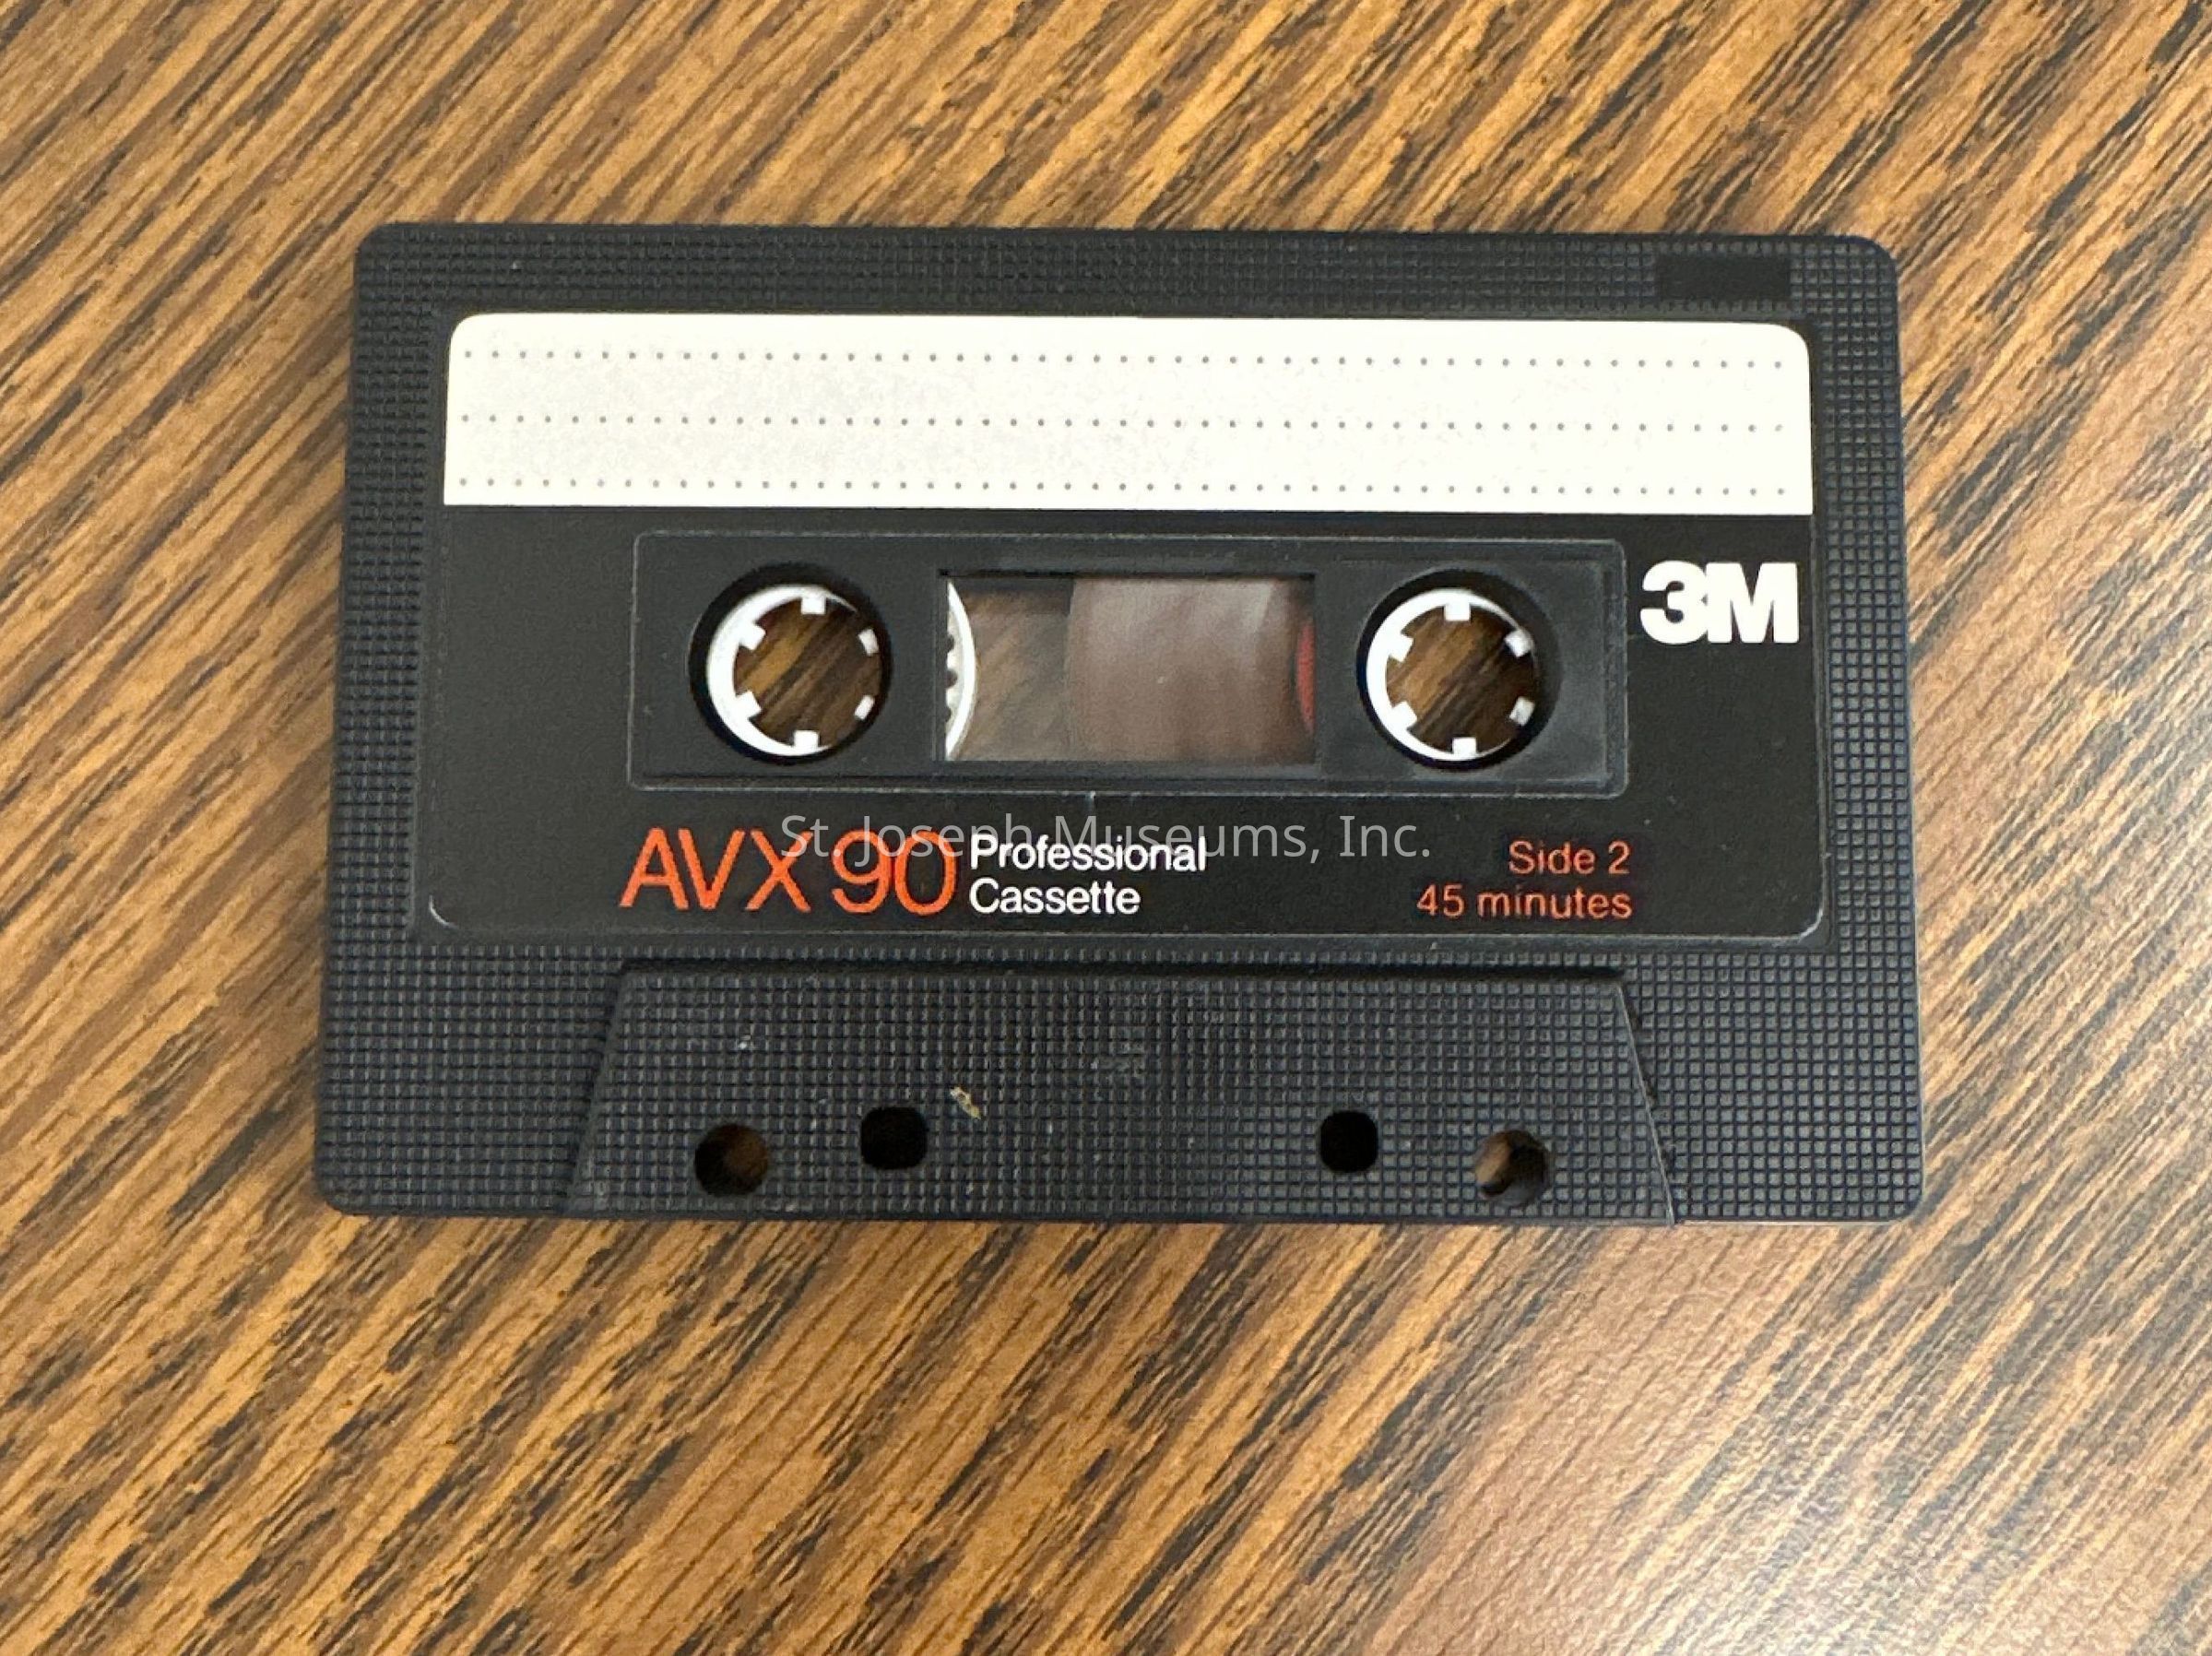 3M
St. Joseph Museums, Inc.
AVX 90 Professional Cassette
Side 2
45 minutes